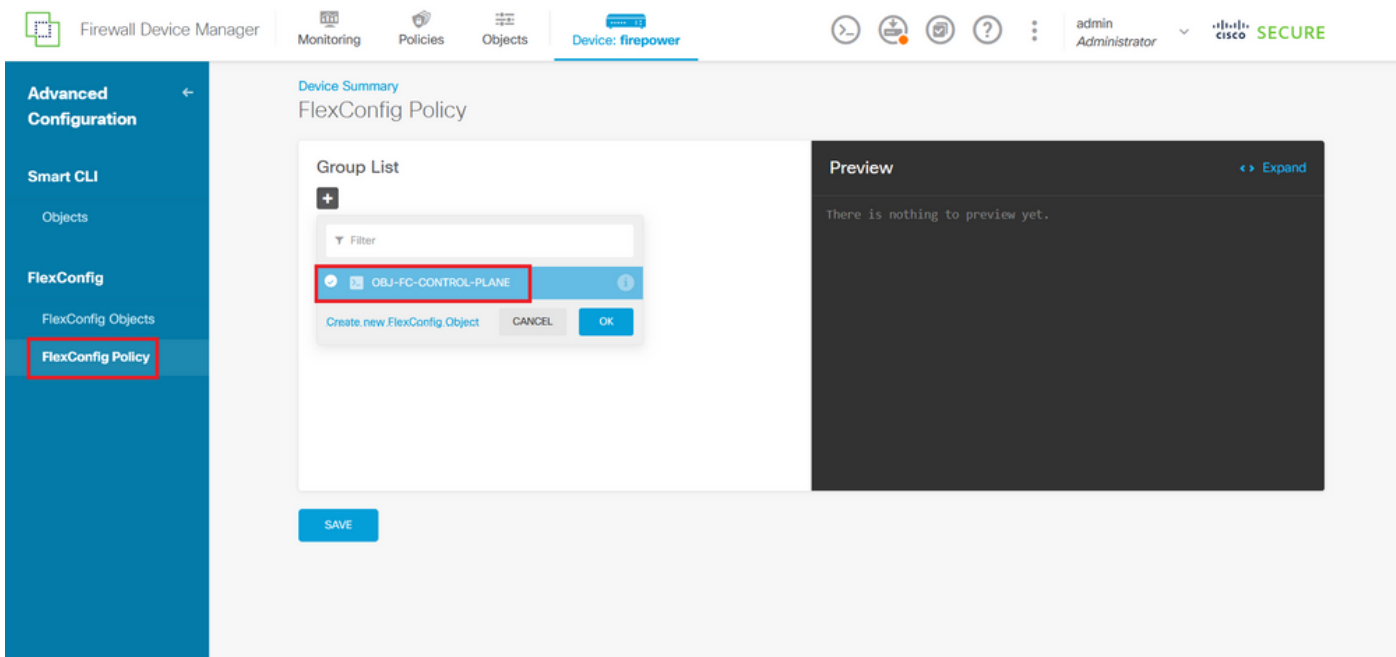 Firewall Device Manager
Monitoring
Policies
Objects
Device: firepower
admin
Administrator
cisco SECURE
Advanced
Configuration
Smart CLI
Objects
FlexConfig
FlexConfig Objects
FlexConfig Policy
Device Summary
FlexConfig Policy
Group List
Filter
OBJ-FC-CONTROL-PLANE
Create new FlexConfig Object
CANCEL
OK
Preview
Expand
There is nothing to preview yet.
SAVE